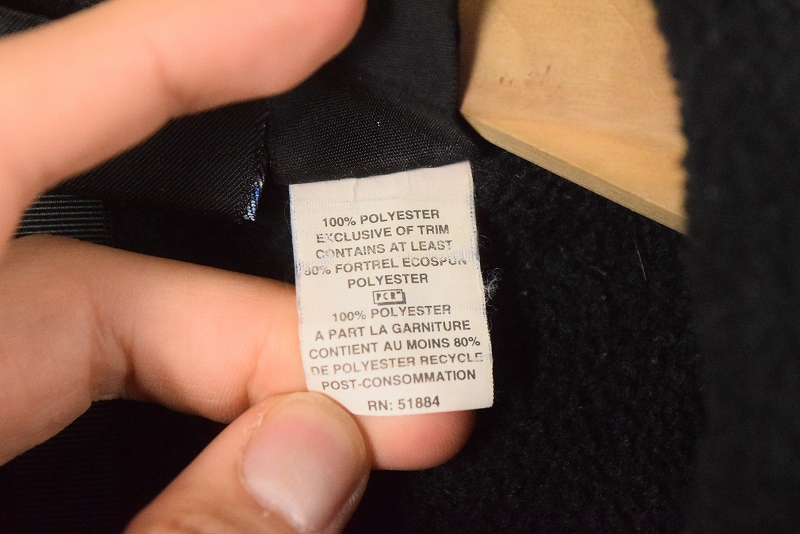 100% POLYESTER
EXCLUSIVE OF TRIM
CONTAINS AT LEAST
80% FORTREL ECOSPUN
POLYESTER
PCR
100% POLYESTER
A PART LA GARNITURE
CONTIENT AU MOINS 80%
DE POLYESTER RECYCLE
POST-CONSOMMATION
RN: 51884